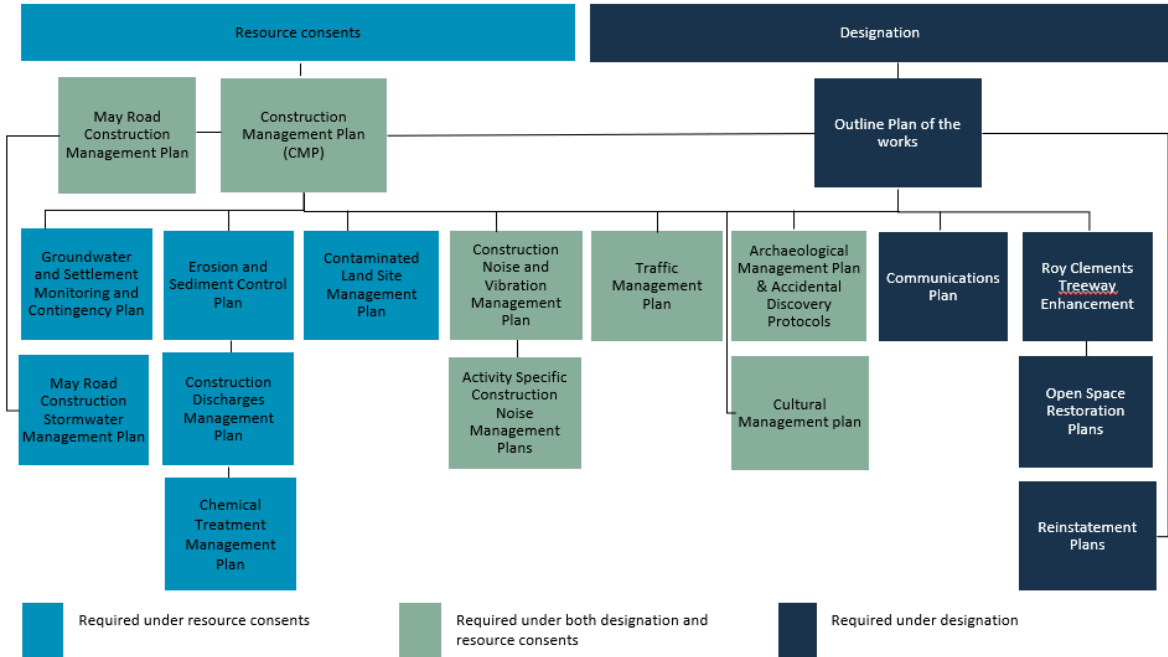 Resource consents
Designation
May Road
Construction
Management Plan
Construction
Management Plan
(CMP)
Outline Plan of the
works
Groundwater
and Settlement
Monitoring and
Contingency Plan
Erosion and
Sediment Control
Plan
Contaminated
Land Site
Management
Plan
Construction
Noise and
Vibration
Management
Plan
Traffic
Management
Plan
Archaeological
Management Plan
& Accidental
Discovery
Protocols
Communications
Plan
Roy Clements
Treeway
Enhancement
May Road
Construction
Stormwater
Management Plan
Construction
Discharges
Management
Plan
Activity Specific
Construction
Noise
Management
Plans
Cultural
Management plan
Open Space
Restoration
Plans
Chemical
Treatment
Management
Plan
Reinstatement
Plans
Required under resource consents
Required under both designation and
resource consents
Required under designation